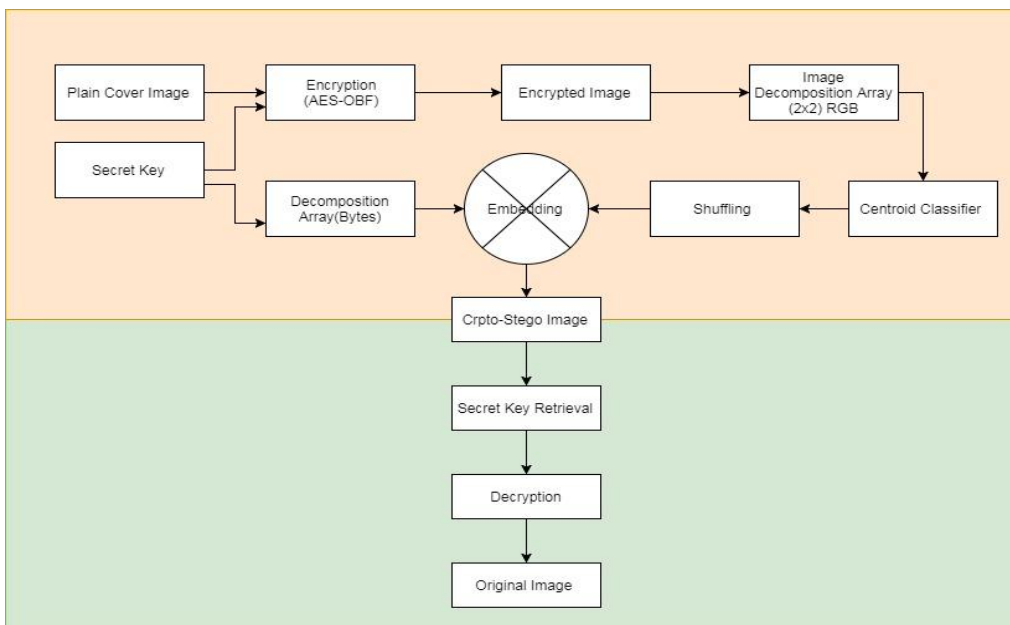 Plain Cover Image
Encryption
(AES-OBF)
Encrypted Image
Image
Decomposition Array
(2x2) RGB
Secret Key
Decomposition
Array(Bytes)
Embedding
Shuffling
Centroid Classifier
Crpto-Stego Image
Secret Key Retrieval
Decryption
Original Image